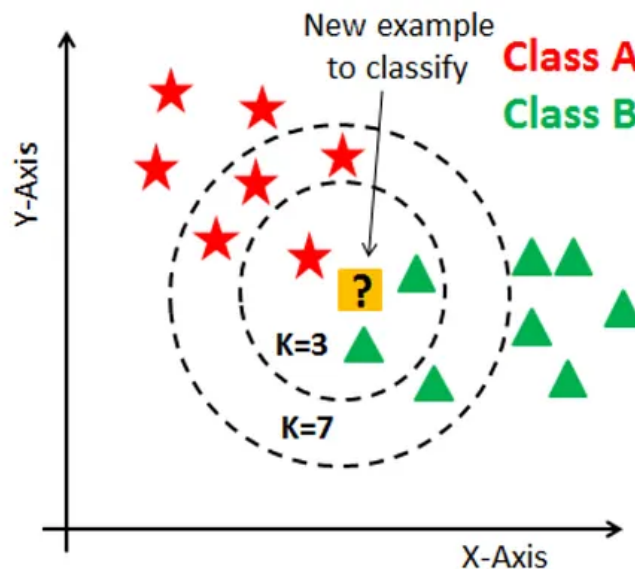 New example
to classify
Class A
Class B
Y-Axis
?
K=3
K=7
X-Axis